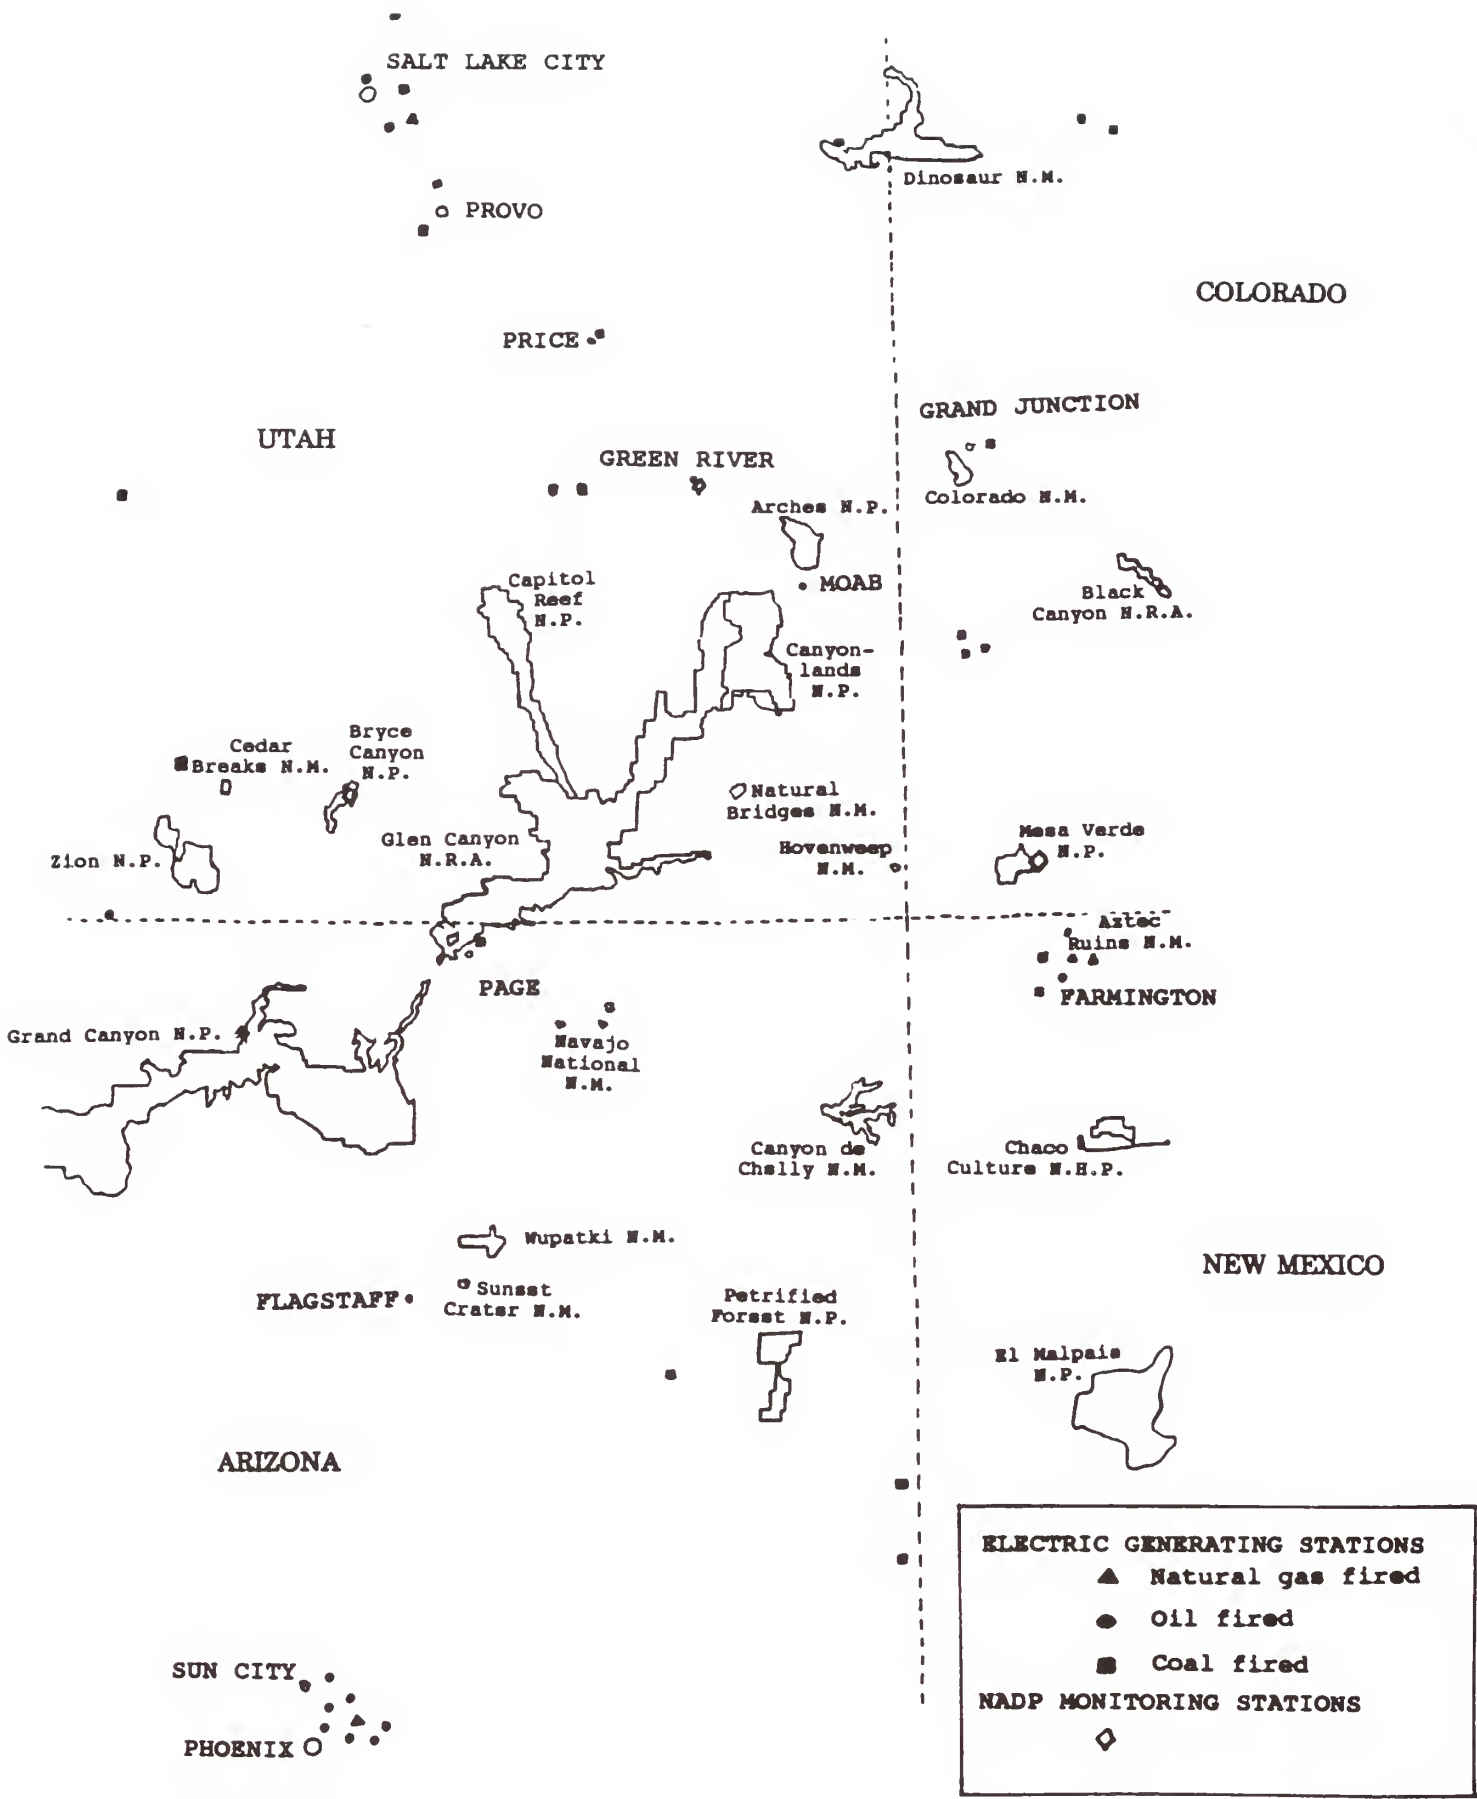 SALT LAKE CITY
Dinosaur N.M.
PROVO
COLORADO
PRICE
GRAND JUNCTION
UTAH
GREEN RIVER
Colorado N.M.
Arches N.P.
Capitol
Reef
N.P.
MOAB
Black
Canyon N.R.A.
Canyon-
lands
N.P.
Bryce
Canyon
N.P.
Cedar
Breaks N.M.
Natural
Bridges N.M.
Glen Canyon
N.R.A.
Mesa Verde
N.P.
Zion N.P.
Hovenweep
N.M.
Aztec
Ruins N.M.
PAGE
FARMINGTON
Grand Canyon N.P.
Navajo
National
N.M.
Canyon de
Chelly N.M.
Chaco
Culture N.H.P.
Wupatki N.M.
NEW MEXICO
FLAGSTAFF
Sunset
Crater N.M.
Petrified
Forest N.P.
El Malpais
N.P.
ARIZONA
ELECTRIC GENERATING STATIONS
Natural gas fired
Oil fired
Coal fired
NADP MONITORING STATIONS
SUN CITY
PHOENIX